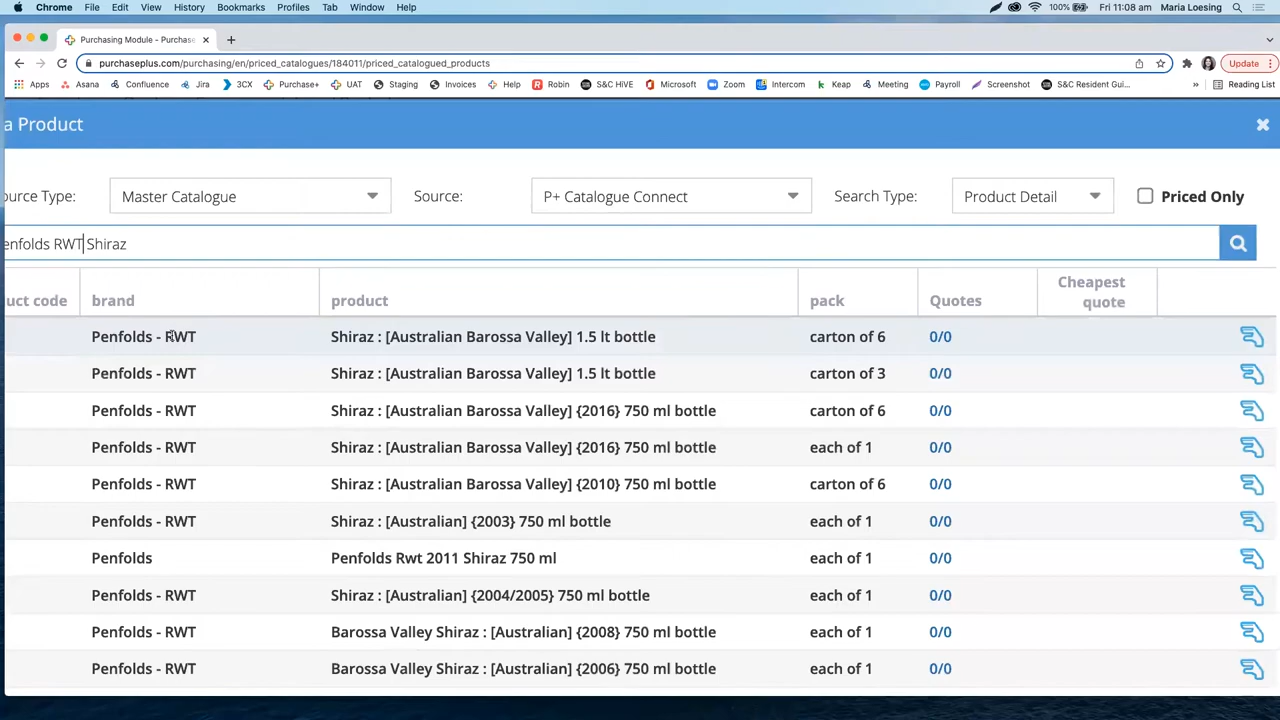 Chrome File Edit View History Bookmarks Profiles Tab Window Help 100% Fri 11:08 am Maria Loesing
Purchasing Module - Purchase
purchaseplus.com/purchasing/en/priced_catalogues/184011/priced_catalogued_products Update
Apps Asana Confluence Jira 3CX Purchase+ UAT Staging Invoices Help Robin S&C HIVE Microsoft Zoom Intercom Keap Meeting Payroll Screenshot S&C Resident Gui... » Reading List
a Product
ource Type: Master Catalogue Source: P+ Catalogue Connect Search Type: Product Detail Priced Only
enfolds RWT Shiraz
uct code brand product pack Quotes Cheapest quote
Penfolds - RWT Shiraz : [Australian Barossa Valley] 1.5 lt bottle carton of 6 0/0
Penfolds - RWT Shiraz : [Australian Barossa Valley] 1.5 lt bottle carton of 3 0/0
Penfolds - RWT Shiraz : [Australian Barossa Valley] {2016} 750 ml bottle carton of 6 0/0
Penfolds - RWT Shiraz : [Australian Barossa Valley] {2016} 750 ml bottle each of 1 0/0
Penfolds - RWT Shiraz : [Australian Barossa Valley] {2010} 750 ml bottle carton of 6 0/0
Penfolds - RWT Shiraz : [Australian] {2003} 750 ml bottle each of 1 0/0
Penfolds Penfolds Rwt 2011 Shiraz 750 ml each of 1 0/0
Penfolds - RWT Shiraz : [Australian] {2004/2005} 750 ml bottle each of 1 0/0
Penfolds - RWT Barossa Valley Shiraz : [Australian] {2008} 750 ml bottle each of 1 0/0
Penfolds - RWT Barossa Valley Shiraz : [Australian] {2006} 750 ml bottle each of 1 0/0